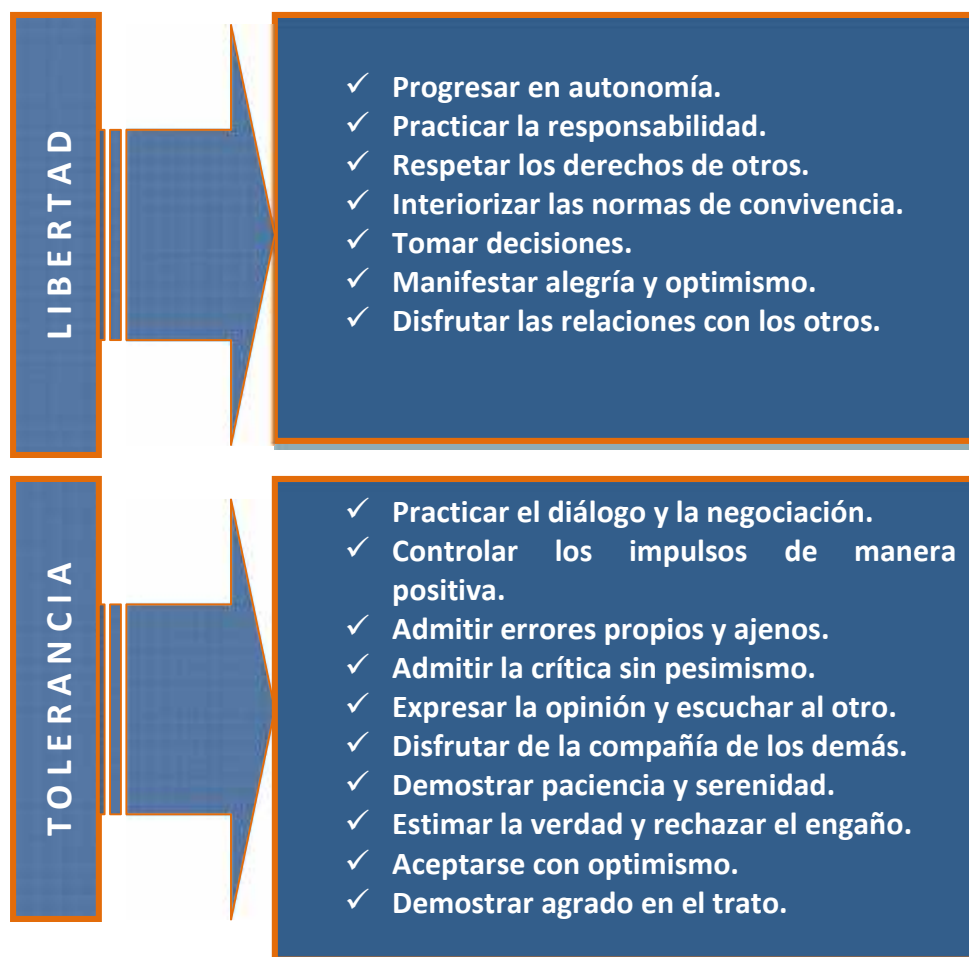 LIBERTAD
✓ Progresar en autonomía.
✓ Practicar la responsabilidad.
✓ Respetar los derechos de otros.
✓ Interiorizar las normas de convivencia.
✓ Tomar decisiones.
✓ Manifestar alegría y optimismo.
✓ Disfrutar las relaciones con los otros.
TOLERANCIA
✓ Practicar el diálogo y la negociación.
✓ Controlar los impulsos de manera
positiva.
✓ Admitir errores propios y ajenos.
✓ Admitir la crítica sin pesimismo.
✓ Expresar la opinión y escuchar al otro.
✓ Disfrutar de la compañía de los demás.
✓ Demostrar paciencia y serenidad.
✓ Estimar la verdad y rechazar el engaño.
✓ Aceptarse con optimismo.
✓ Demostrar agrado en el trato.